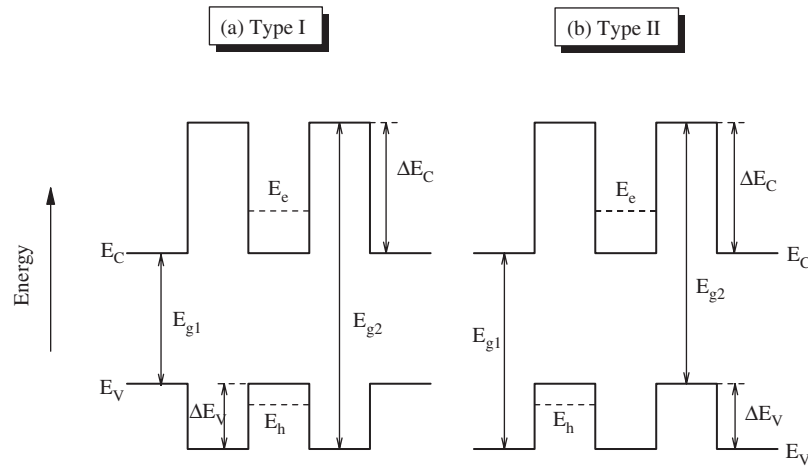 (a) Type I
(b) Type II
Energy
E_C
E_V
E_g1
E_e
E_h
ΔE_V
E_g2
ΔE_C
E_g1
E_e
E_h
E_g2
ΔE_C
E_C
ΔE_V
E_V